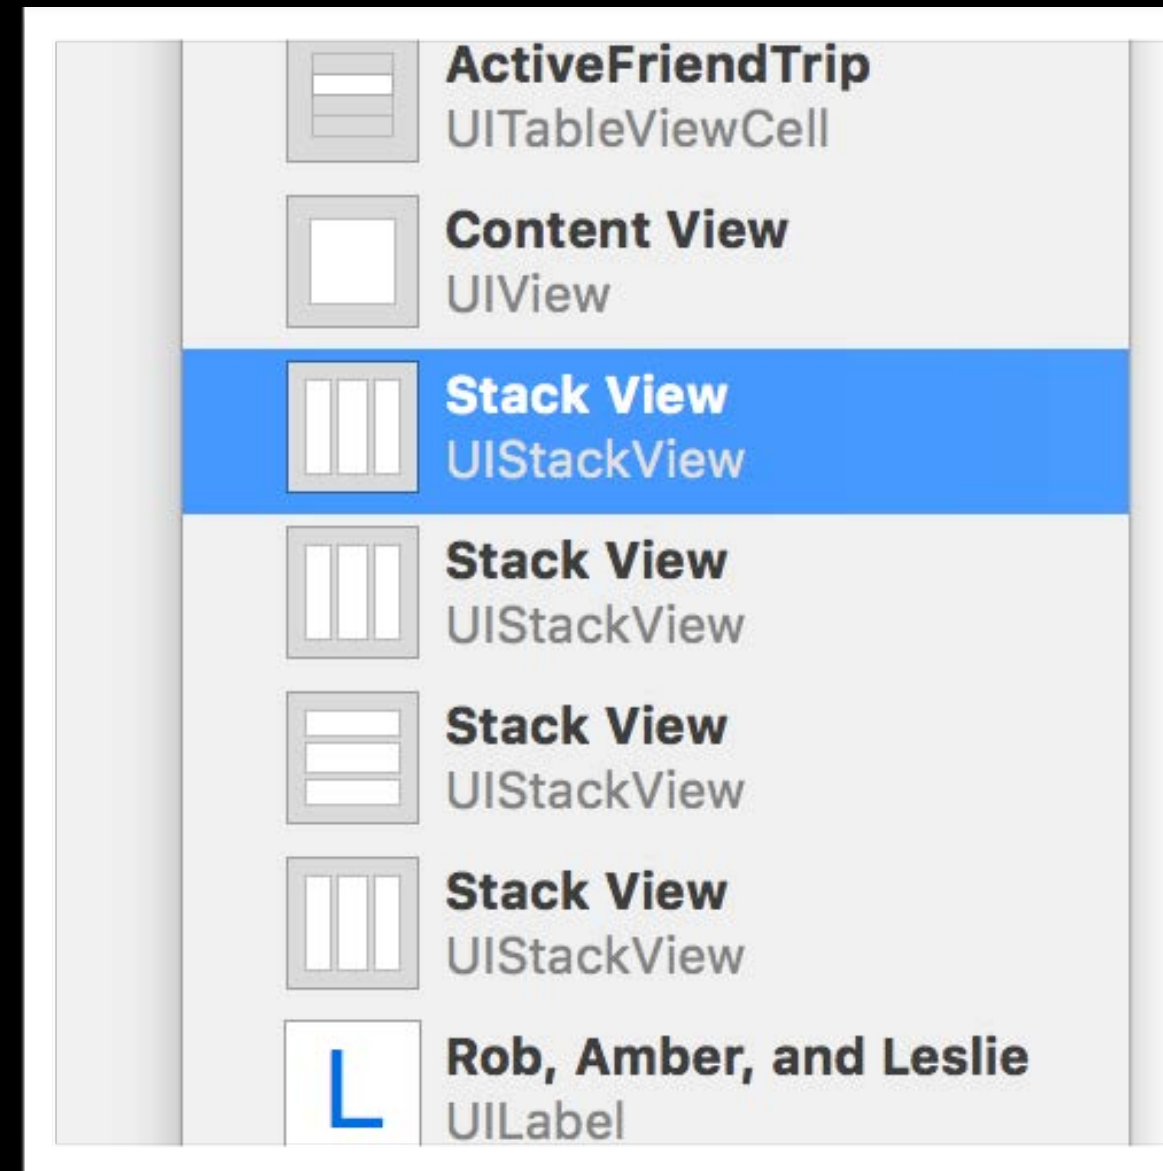 ActiveFriendTrip
UITableViewCell
Content View
UIView
Stack View
UIStackView
Stack View
UIStackView
Stack View
UIStackView
Stack View
UIStackView
L
Rob, Amber, and Leslie
UILabel